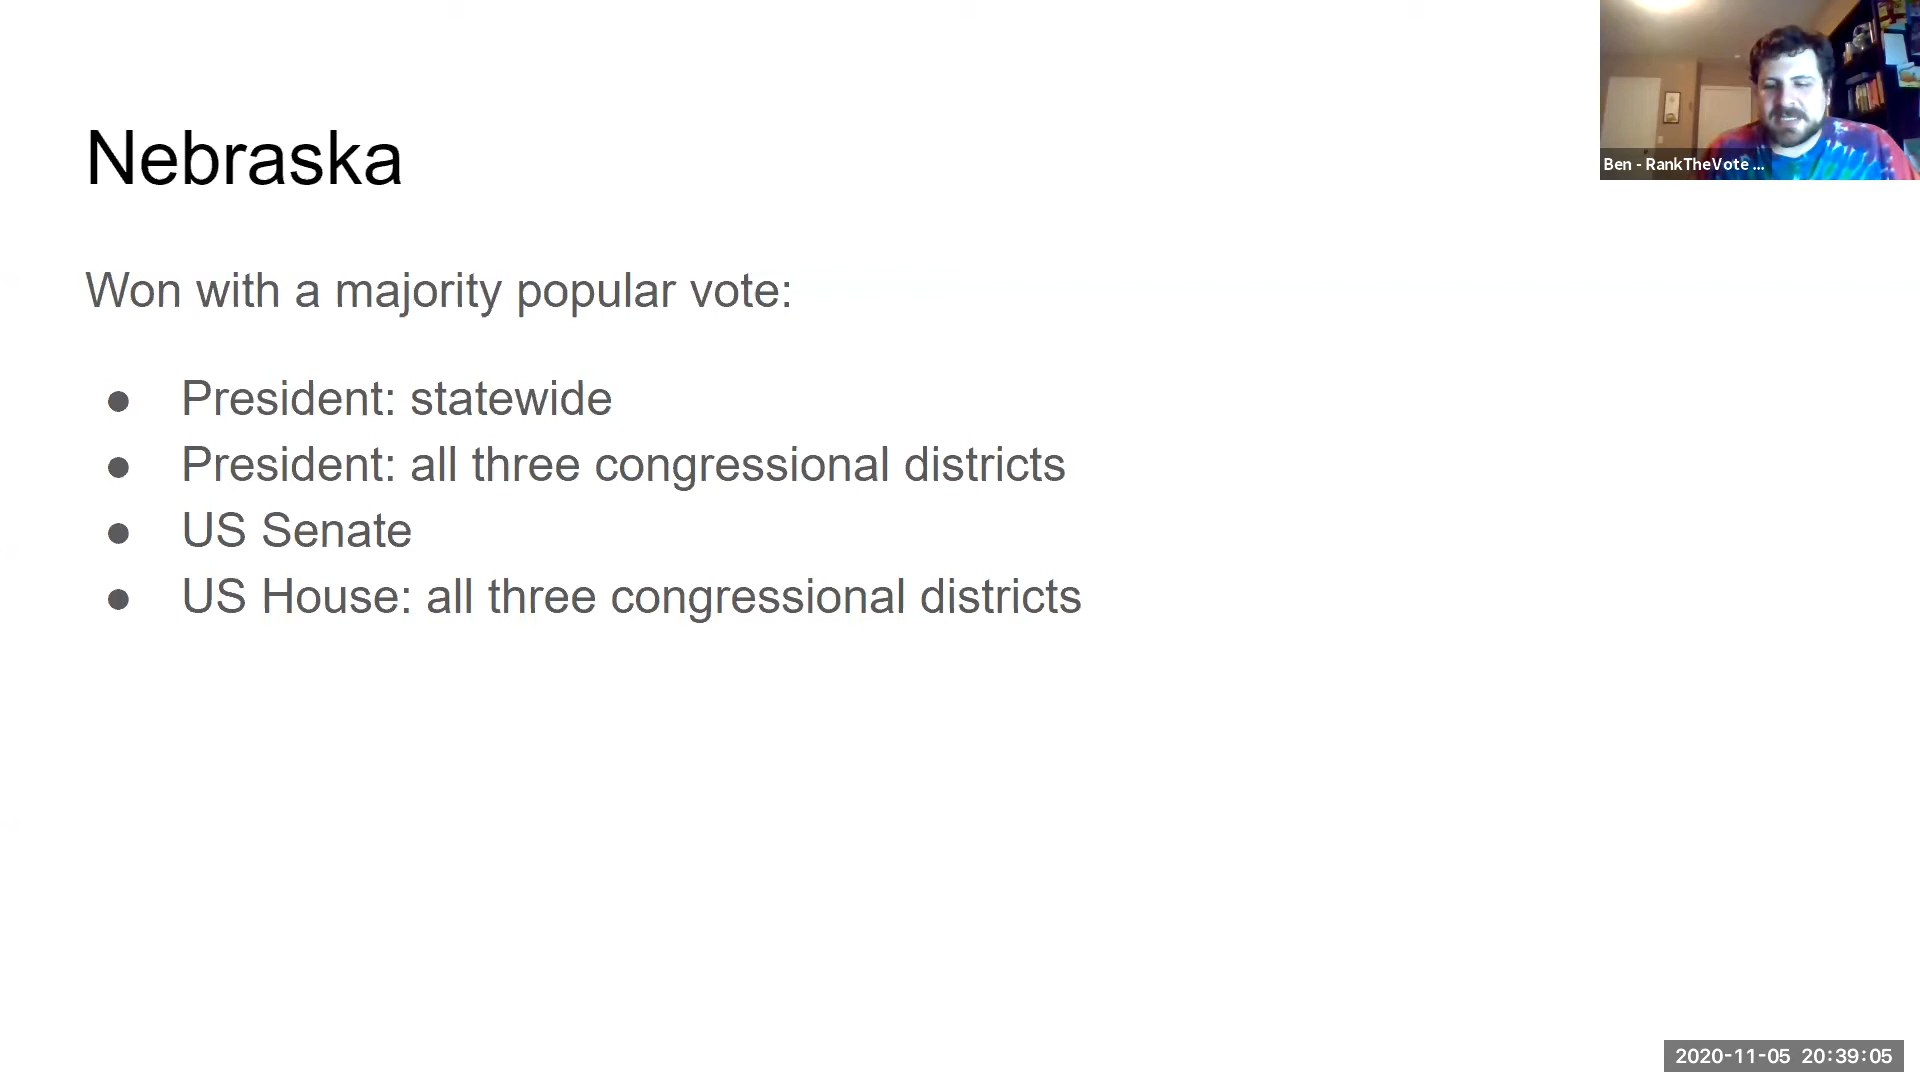 Nebraska
Won with a majority popular vote:
● President: statewide
● President: all three congressional districts
● US Senate
● US House: all three congressional districts
Ben - RankTheVote ...
2020-11-05 20:39:05